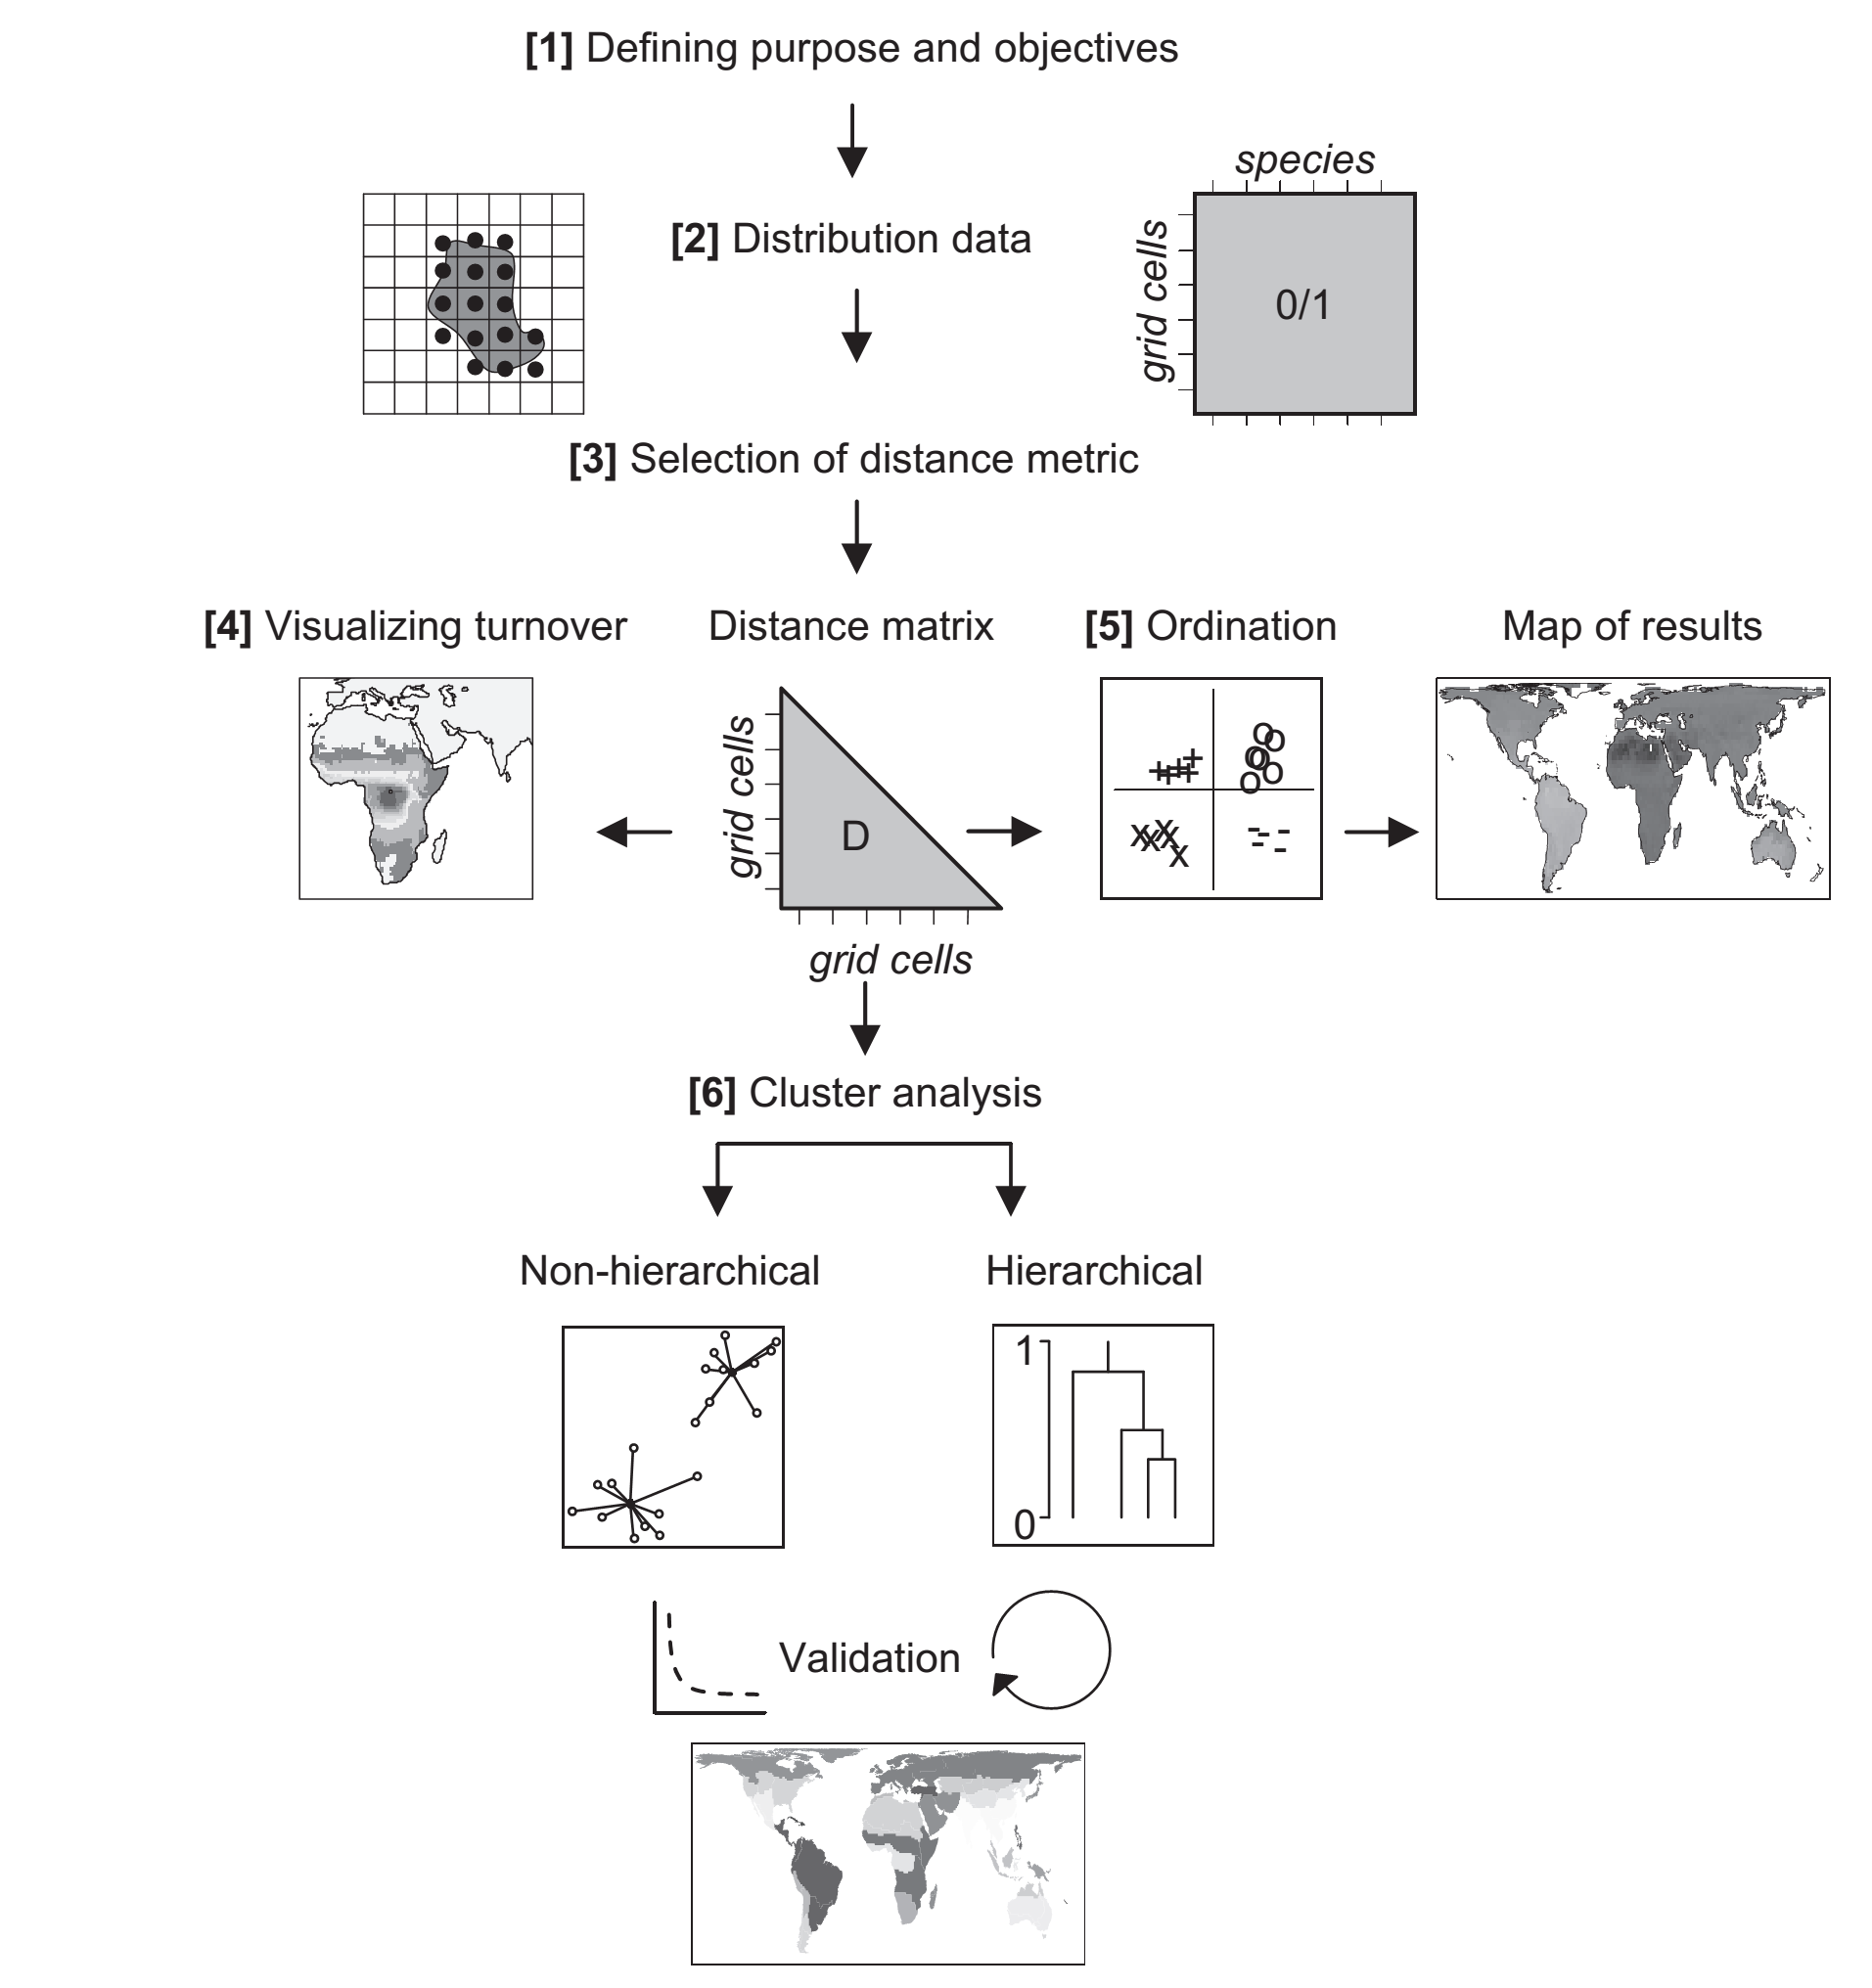 [1] Defining purpose and objectives
species
[2] Distribution data
grid cells
0/1
[3] Selection of distance metric
[4] Visualizing turnover
Distance matrix
[5] Ordination
Map of results
grid cells
D
grid cells
[6] Cluster analysis
Non-hierarchical
Hierarchical
1
0
Validation